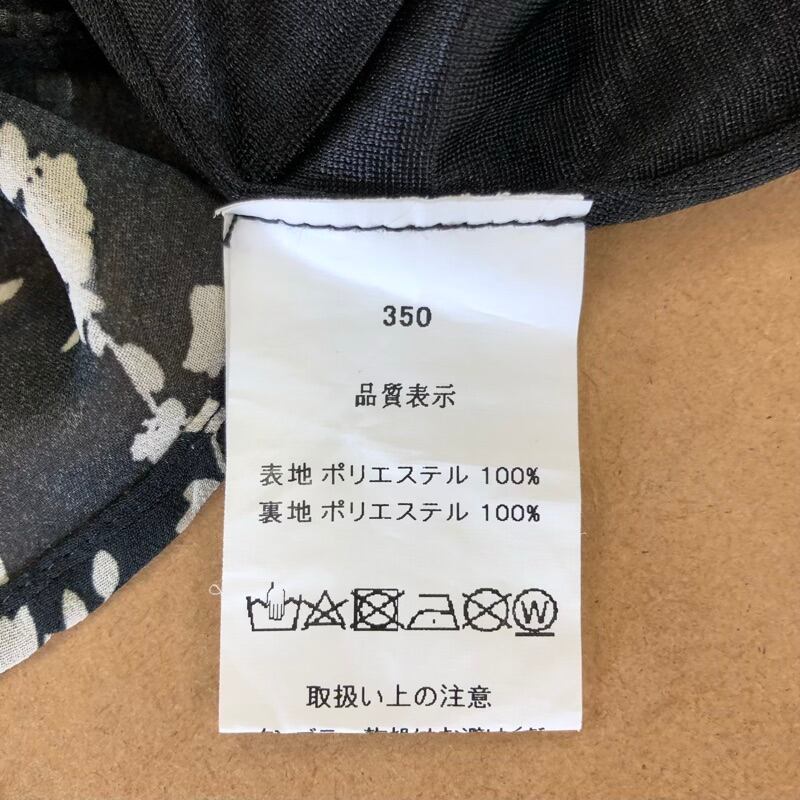 350
品質表示
表地 ポリエステル 100%
裏地 ポリエステル 100%
W
取扱い上の注意